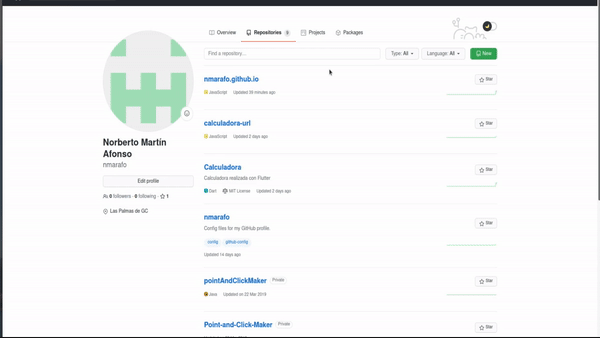 Overview
Repositories
Projects
Packages
Find a repository...
Type: All
Language: All
New
nmarafo.github.io
Star
JavaScript Updated 39 minutes ago
calculadora-url
Star
JavaScript Updated 2 days ago
Calculadora
Star
Calculadora realizada con Flutter
Dart MIT License Updated 2 days ago
nmarafo
Star
Config files for my GitHub profile.
config github-config
Updated 14 days ago
pointAndClickMaker Private
Star
Java Updated on 22 Mar 2019
Point-and-Click-Maker Private
Star
Norberto Martín
Afonso
nmarafo
Edit profile
0 followers · 0 following · 1
Las Palmas de GC